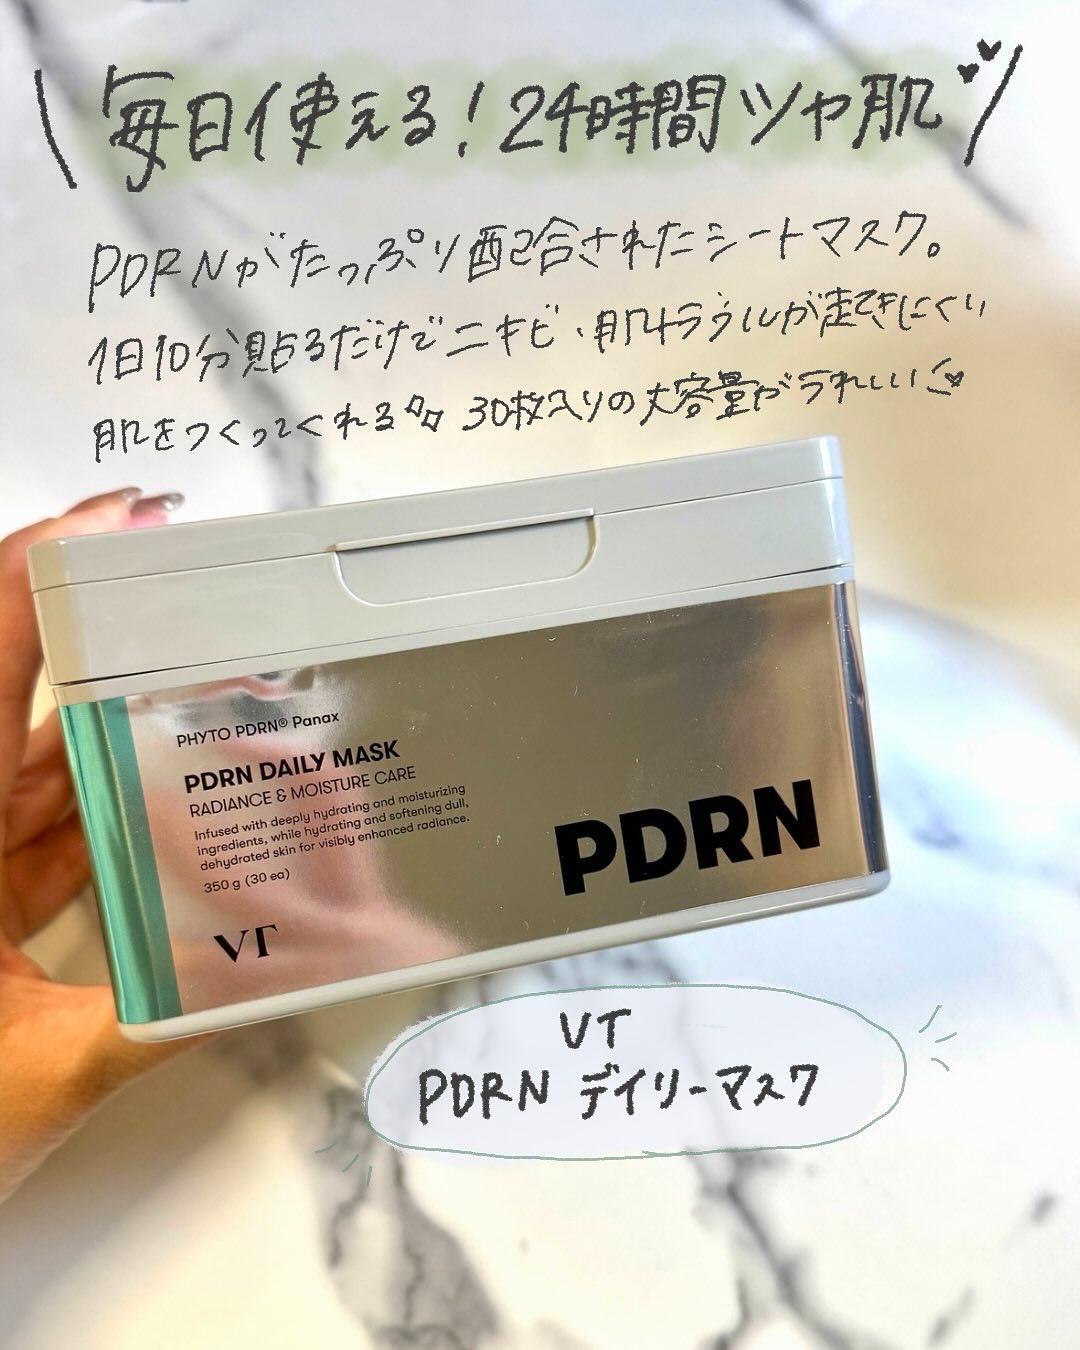 毎日使える！24時間ツヤ肌
PDRNがたっぷり配合されたシートマスク。
1日10分貼るだけでニキビ・肌トラブルが起きにくい
肌をつくってくれる 30枚入りの大容量がうれしい
PHYTO PDRN® Panax
PDRN DAILY MASK
RADIANCE & MOISTURE CARE
Infused with deeply hydrating and moisturizing
ingredients, while hydrating and softening dull,
dehydrated skin for visibly enhanced radiance.
350 g (30 ea)
VT
PDRN
VT
PDRN デイリーマスク